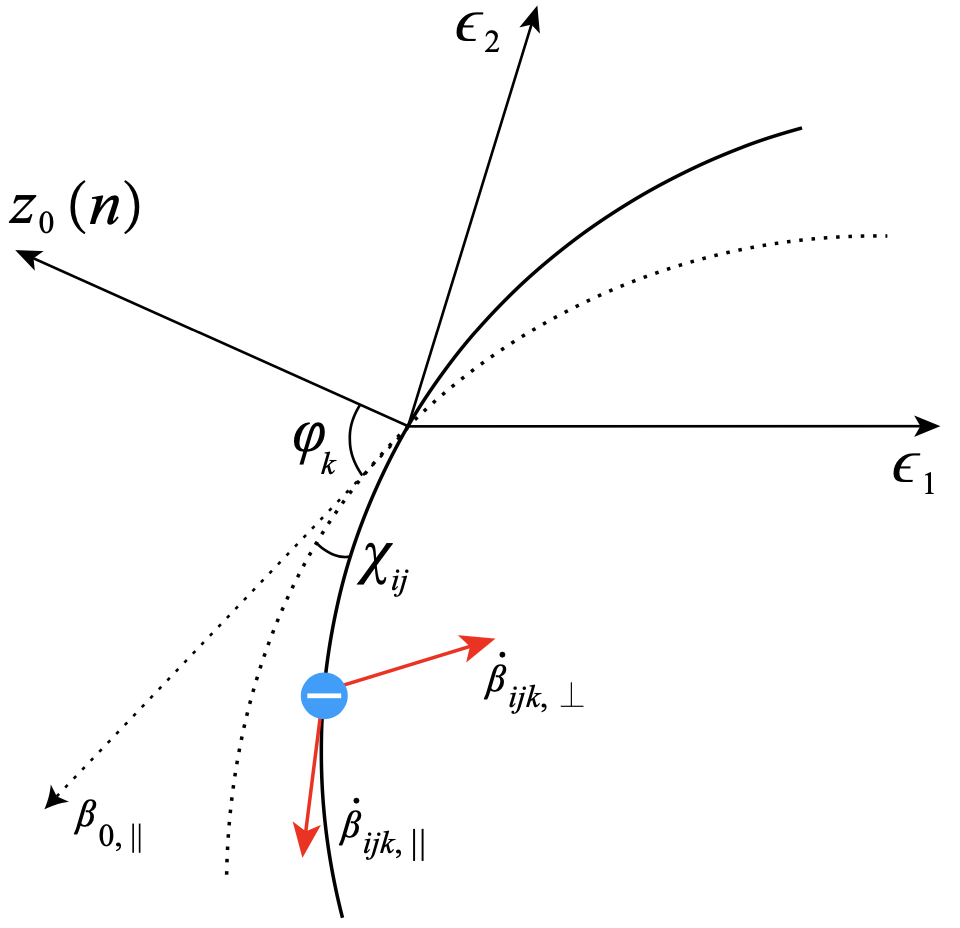 ϵ₂
z₀ (n)
φₖ
ϵ₁
χᵢⱼ
−
β̇ᵢⱼₖ, ⊥
β₀, ∥
β̇ᵢⱼₖ, ||